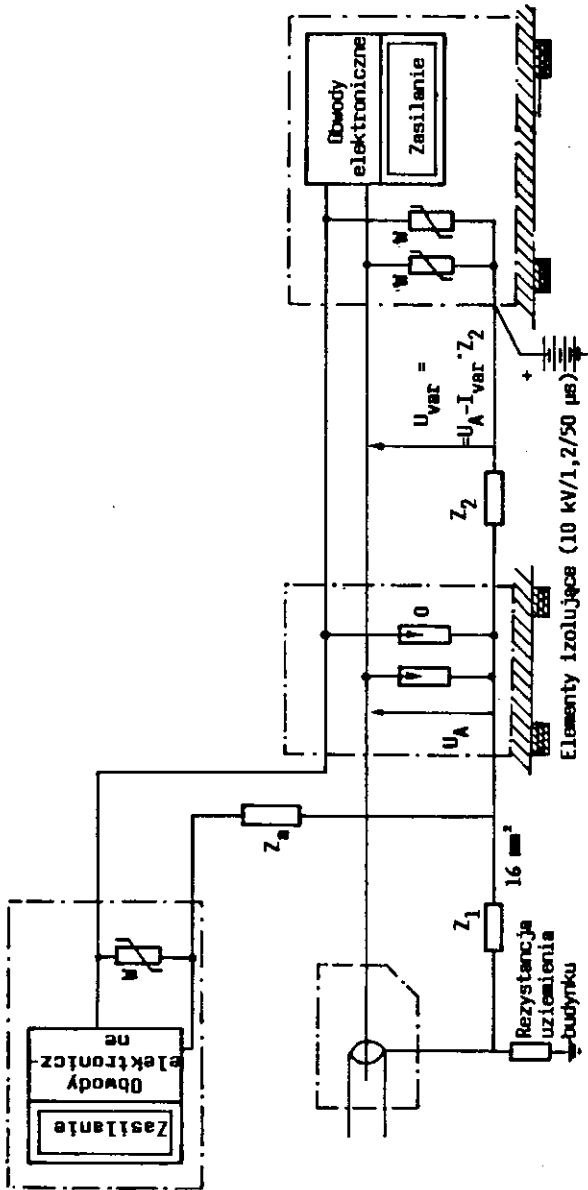 Zasilanie
Obwody
elektronicz-
ne
W
Z_n
Rezystancja
uziemienia
budynku
Z_1
16 mm²
U_A
O
Z_2
U_var =
=U_A-I_var·Z_2
W
W
Obwody
elektroniczne
Zasilanie
+
Elementy izolujące (10 kV/1,2/50 µs)